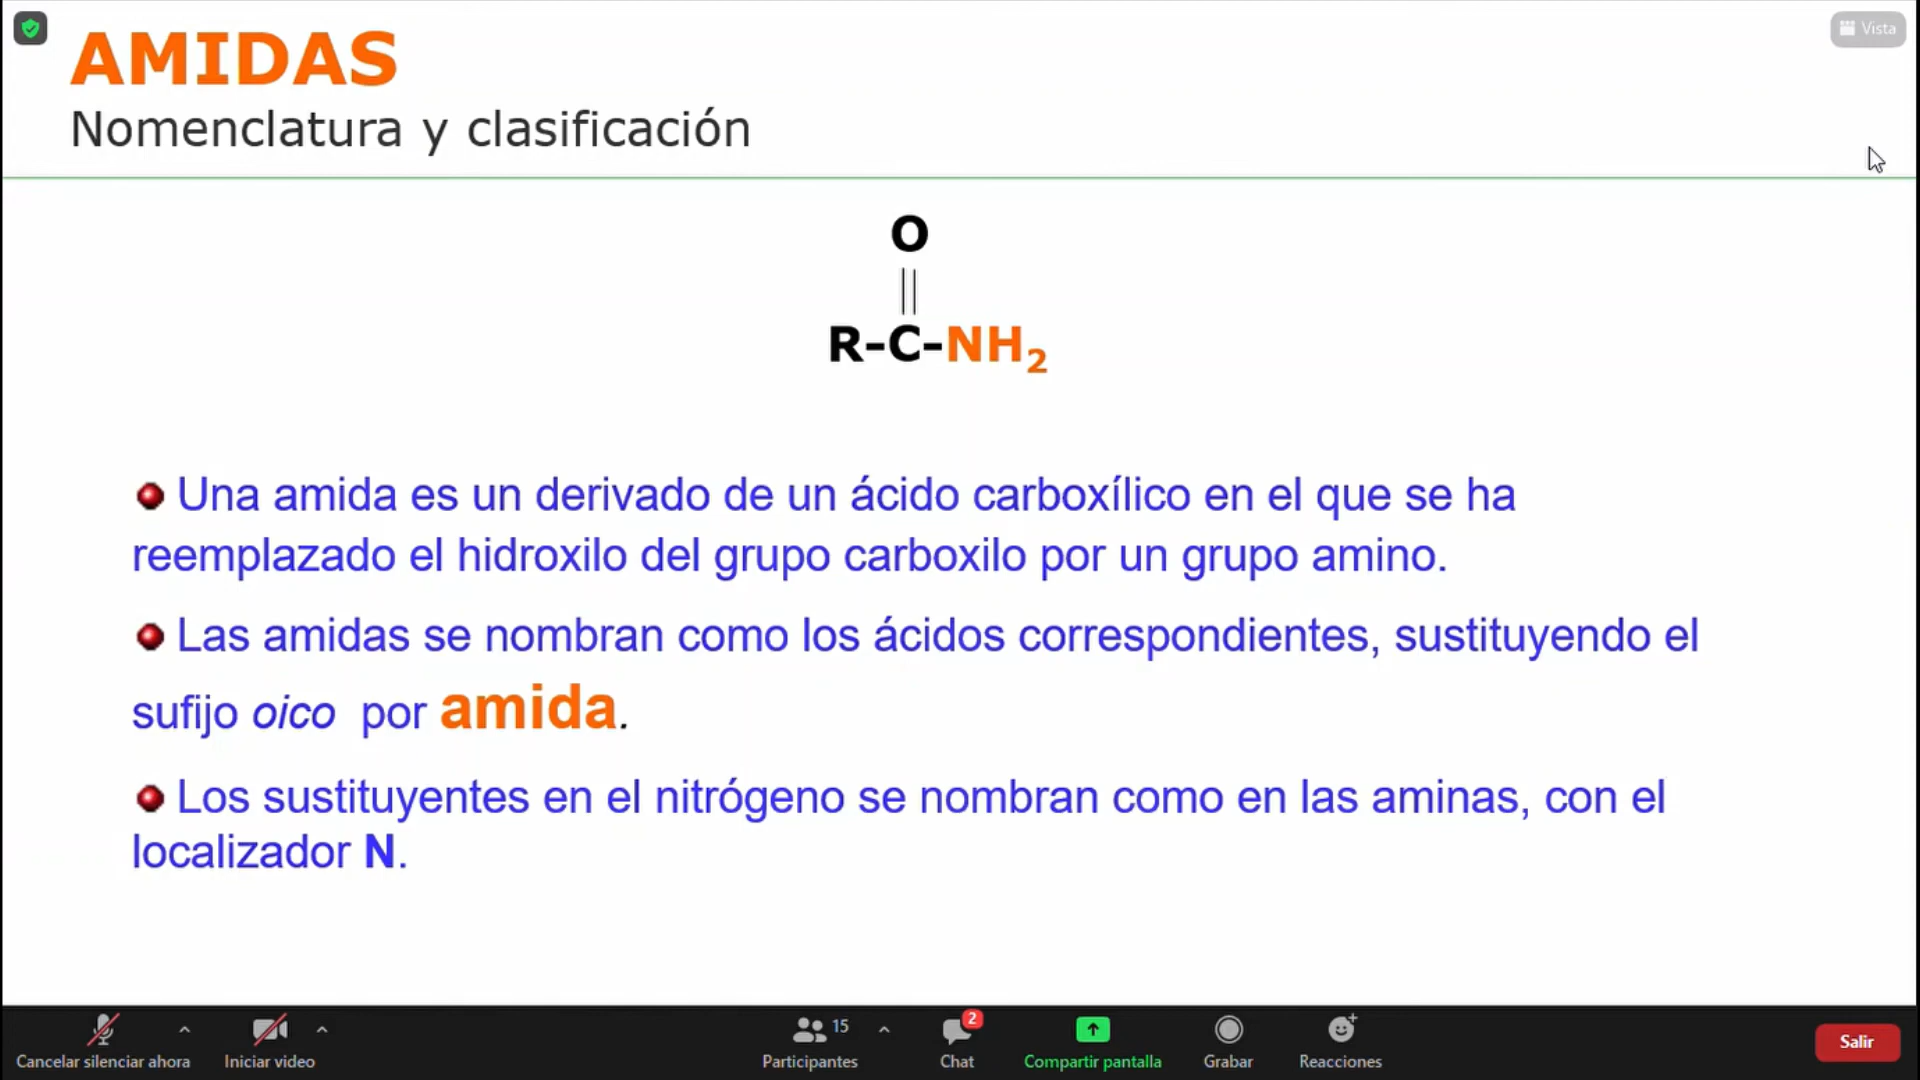 AMIDAS
Vista
Nomenclatura y clasificación
O
R-C-NH2
Una amida es un derivado de un ácido carboxílico en el que se ha
reemplazado el hidroxilo del grupo carboxilo por un grupo amino.
Las amidas se nombran como los ácidos correspondientes, sustituyendo el
sufijo oico por amida.
Los sustituyentes en el nitrógeno se nombran como en las aminas, con el
localizador N.
15
2
Cancelar silenciar ahora
Iniciar video
Participantes
Chat
Compartir pantalla
Grabar
Reacciones
Salir